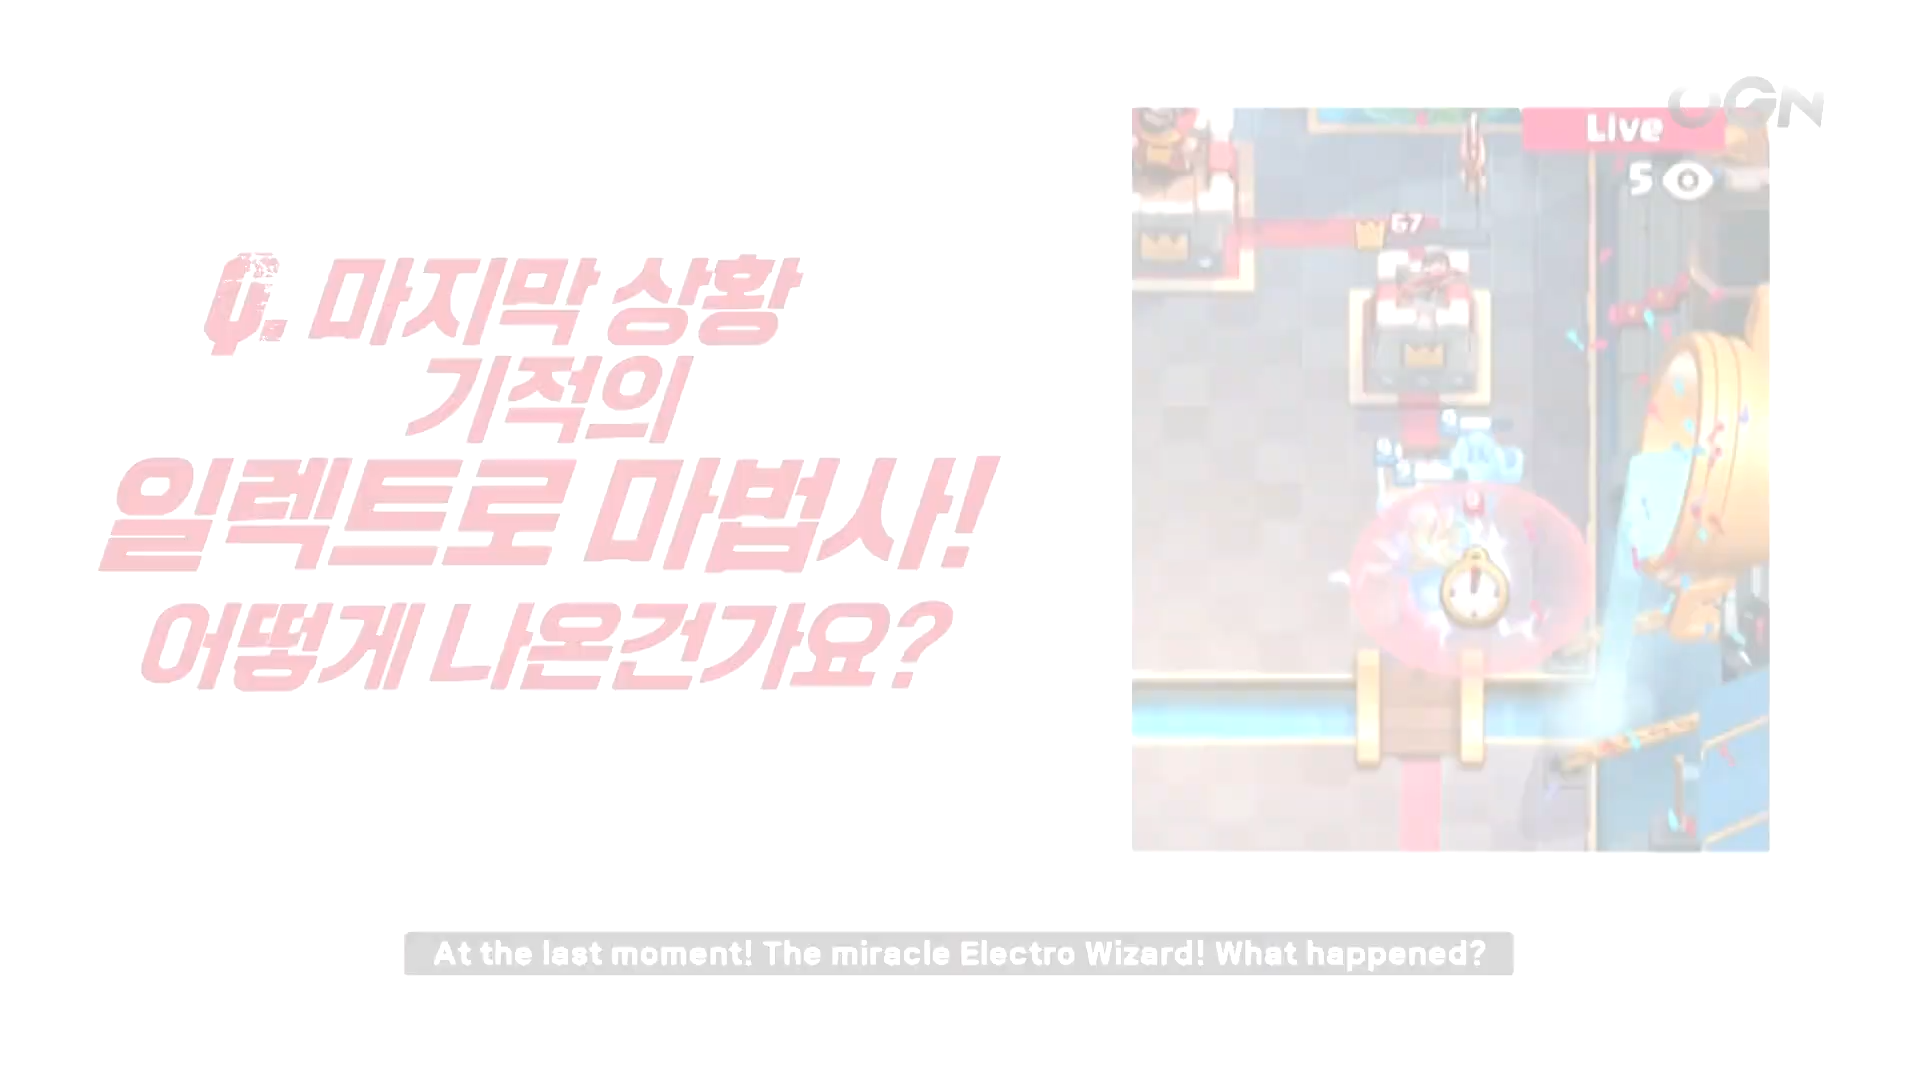 Q. 마지막 상황
기적의
일렉트로 마법사!
어떻게 나온건가요?
OGN
Live
5
67
At the last moment! The miracle Electro Wizard! What happened?